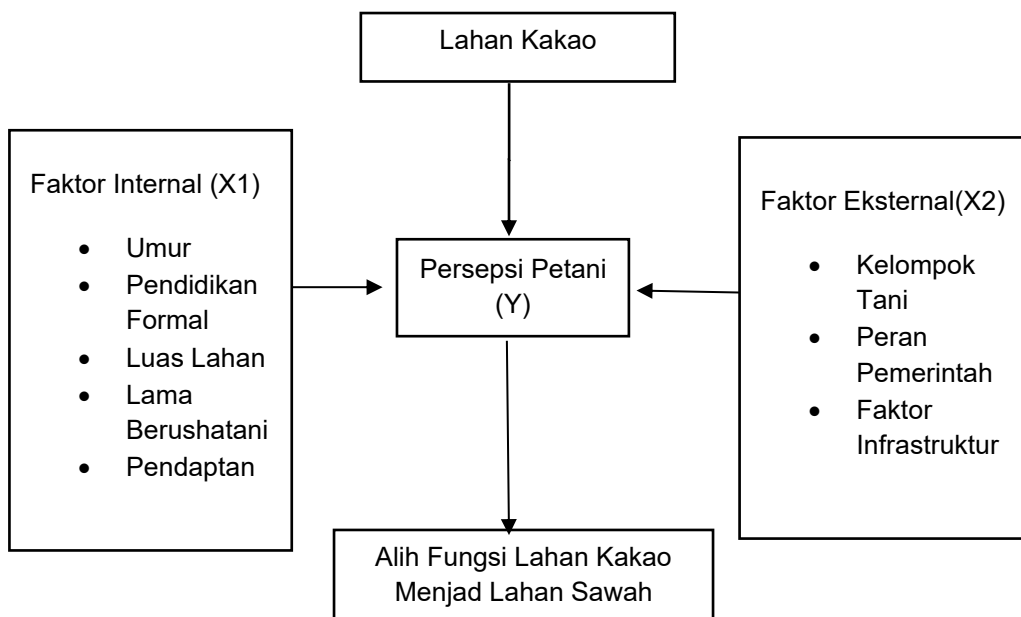 Lahan Kakao
Faktor Internal (X1)
• Umur
• Pendidikan
Formal
• Luas Lahan
• Lama
Berushatani
• Pendaptan
Persepsi Petani
(Y)
Faktor Eksternal(X2)
• Kelompok
Tani
• Peran
Pemerintah
• Faktor
Infrastruktur
Alih Fungsi Lahan Kakao
Menjad Lahan Sawah